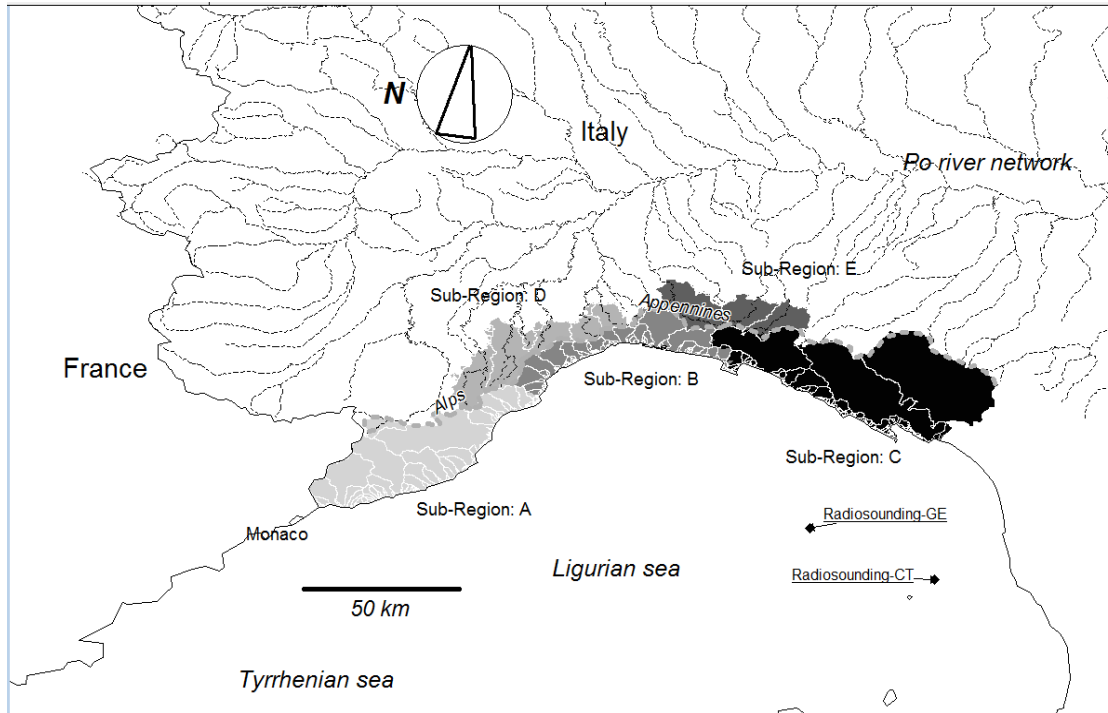 N
Italy
Po river network
Sub-Region: E
Sub-Region: D
Appennines
France
Sub-Region: B
Alps
Sub-Region: C
Sub-Region: A
Radiosounding-GE
Monaco
Ligurian sea
Radiosounding-CT
50 km
Tyrrhenian sea